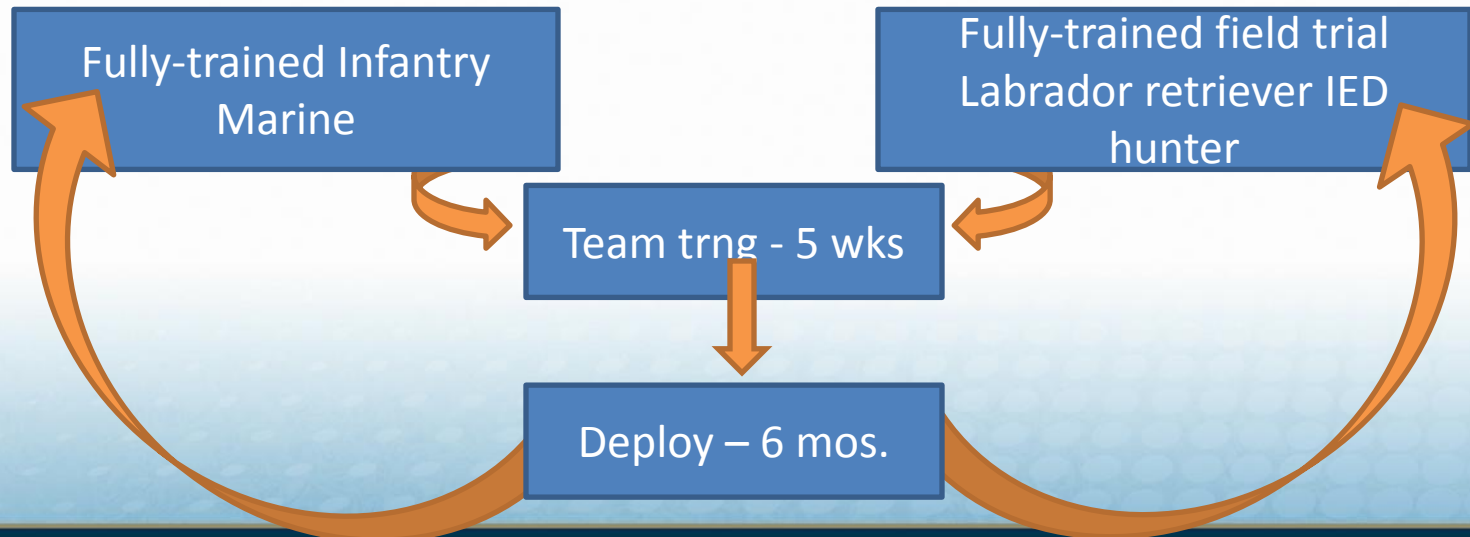 Fully-trained Infantry
Marine
Fully-trained field trial
Labrador retriever IED
hunter
Team trng - 5 wks
Deploy – 6 mos.